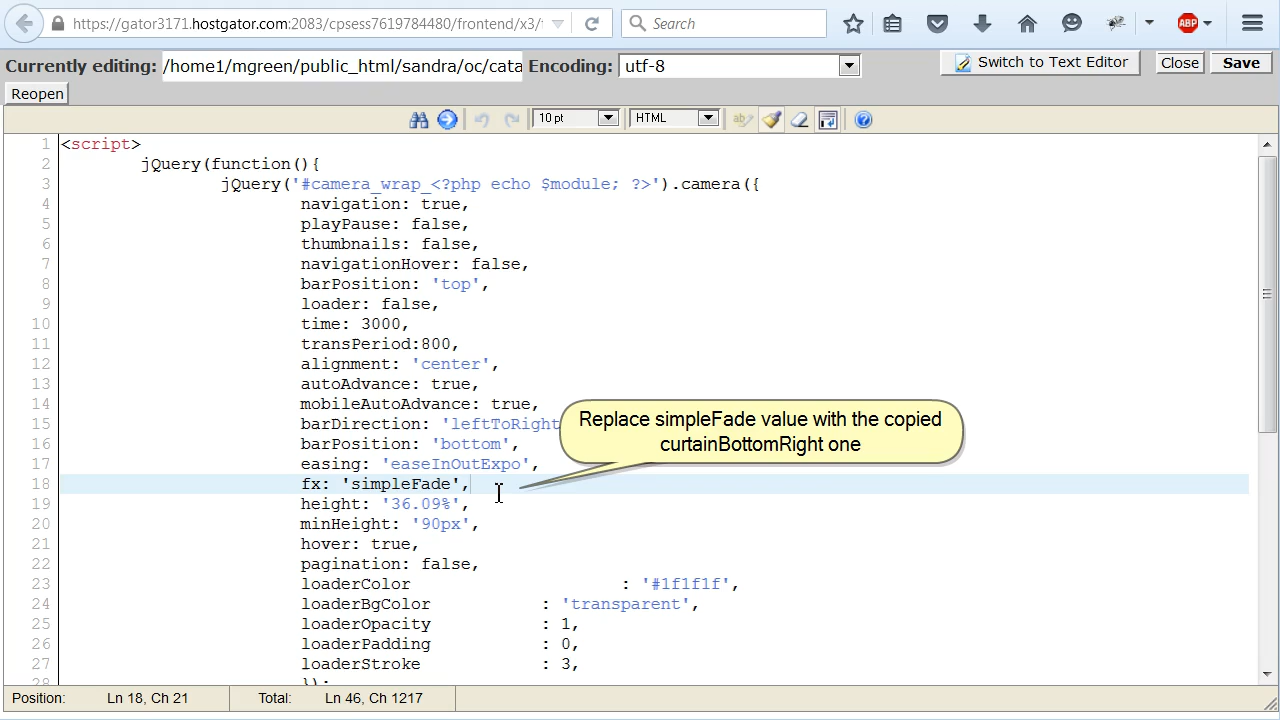 https://gator3171.hostgator.com:2083/cpsess7619784480/frontend/x3/
Search
ABP
Currently editing: /home1/mgreen/public_html/sandra/oc/cata Encoding: utf-8
Switch to Text Editor
Close
Save
Reopen
10 pt
HTML
1 <script>
2 jQuery(function(){
3 jQuery('#camera_wrap_<?php echo $module; ?>').camera({
4 navigation: true,
5 playPause: false,
6 thumbnails: false,
7 navigationHover: false,
8 barPosition: 'top',
9 loader: false,
10 time: 3000,
11 transPeriod:800,
12 alignment: 'center',
13 autoAdvance: true,
14 mobileAutoAdvance: true,
15 barDirection: 'leftToRight
16 barPosition: 'bottom',
17 easing: 'easeInOutExpo',
18 fx: 'simpleFade',
19 height: '36.09%',
20 minHeight: '90px',
21 hover: true,
22 pagination: false,
23 loaderColor : '#1f1f1f',
24 loaderBgColor : 'transparent',
25 loaderOpacity : 1,
26 loaderPadding : 0,
27 loaderStroke : 3,
28 });
Replace simpleFade value with the copied
curtainBottomRight one
Position: Ln 18, Ch 21 Total: Ln 46, Ch 1217